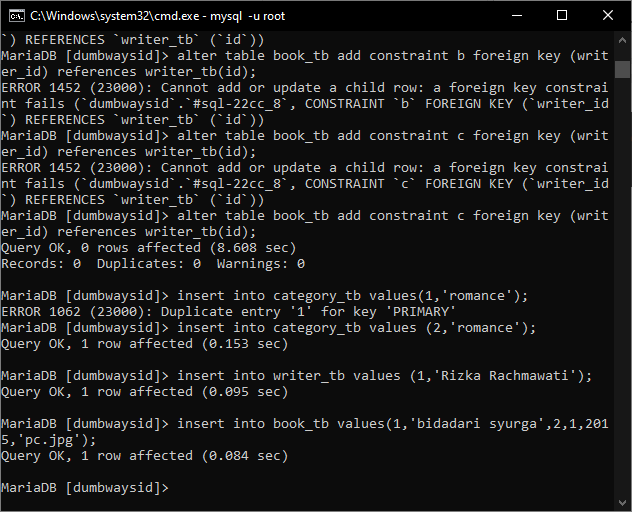 C:\Windows\system32\cmd.exe - mysql  -u root
`) REFERENCES `writer_tb` (`id`))
MariaDB [dumbwaysid]> alter table book_tb add constraint b foreign key (writ
er_id) references writer_tb(id);
ERROR 1452 (23000): Cannot add or update a child row: a foreign key constrai
nt fails (`dumbwaysid`.`#sql-22cc_8`, CONSTRAINT `b` FOREIGN KEY (`writer_id
`) REFERENCES `writer_tb` (`id`))
MariaDB [dumbwaysid]> alter table book_tb add constraint c foreign key (writ
er_id) references writer_tb(id);
ERROR 1452 (23000): Cannot add or update a child row: a foreign key constrai
nt fails (`dumbwaysid`.`#sql-22cc_8`, CONSTRAINT `c` FOREIGN KEY (`writer_id
`) REFERENCES `writer_tb` (`id`))
MariaDB [dumbwaysid]> alter table book_tb add constraint c foreign key (writ
er_id) references writer_tb(id);
Query OK, 0 rows affected (8.608 sec)
Records: 0  Duplicates: 0  Warnings: 0
MariaDB [dumbwaysid]> insert into category_tb values(1,'romance');
ERROR 1062 (23000): Duplicate entry '1' for key 'PRIMARY'
MariaDB [dumbwaysid]> insert into category_tb values (2,'romance');
Query OK, 1 row affected (0.153 sec)
MariaDB [dumbwaysid]> insert into writer_tb values (1,'Rizka Rachmawati');
Query OK, 1 row affected (0.095 sec)
MariaDB [dumbwaysid]> insert into book_tb values(1,'bidadari syurga',2,1,201
5,'pc.jpg');
Query OK, 1 row affected (0.084 sec)
MariaDB [dumbwaysid]>